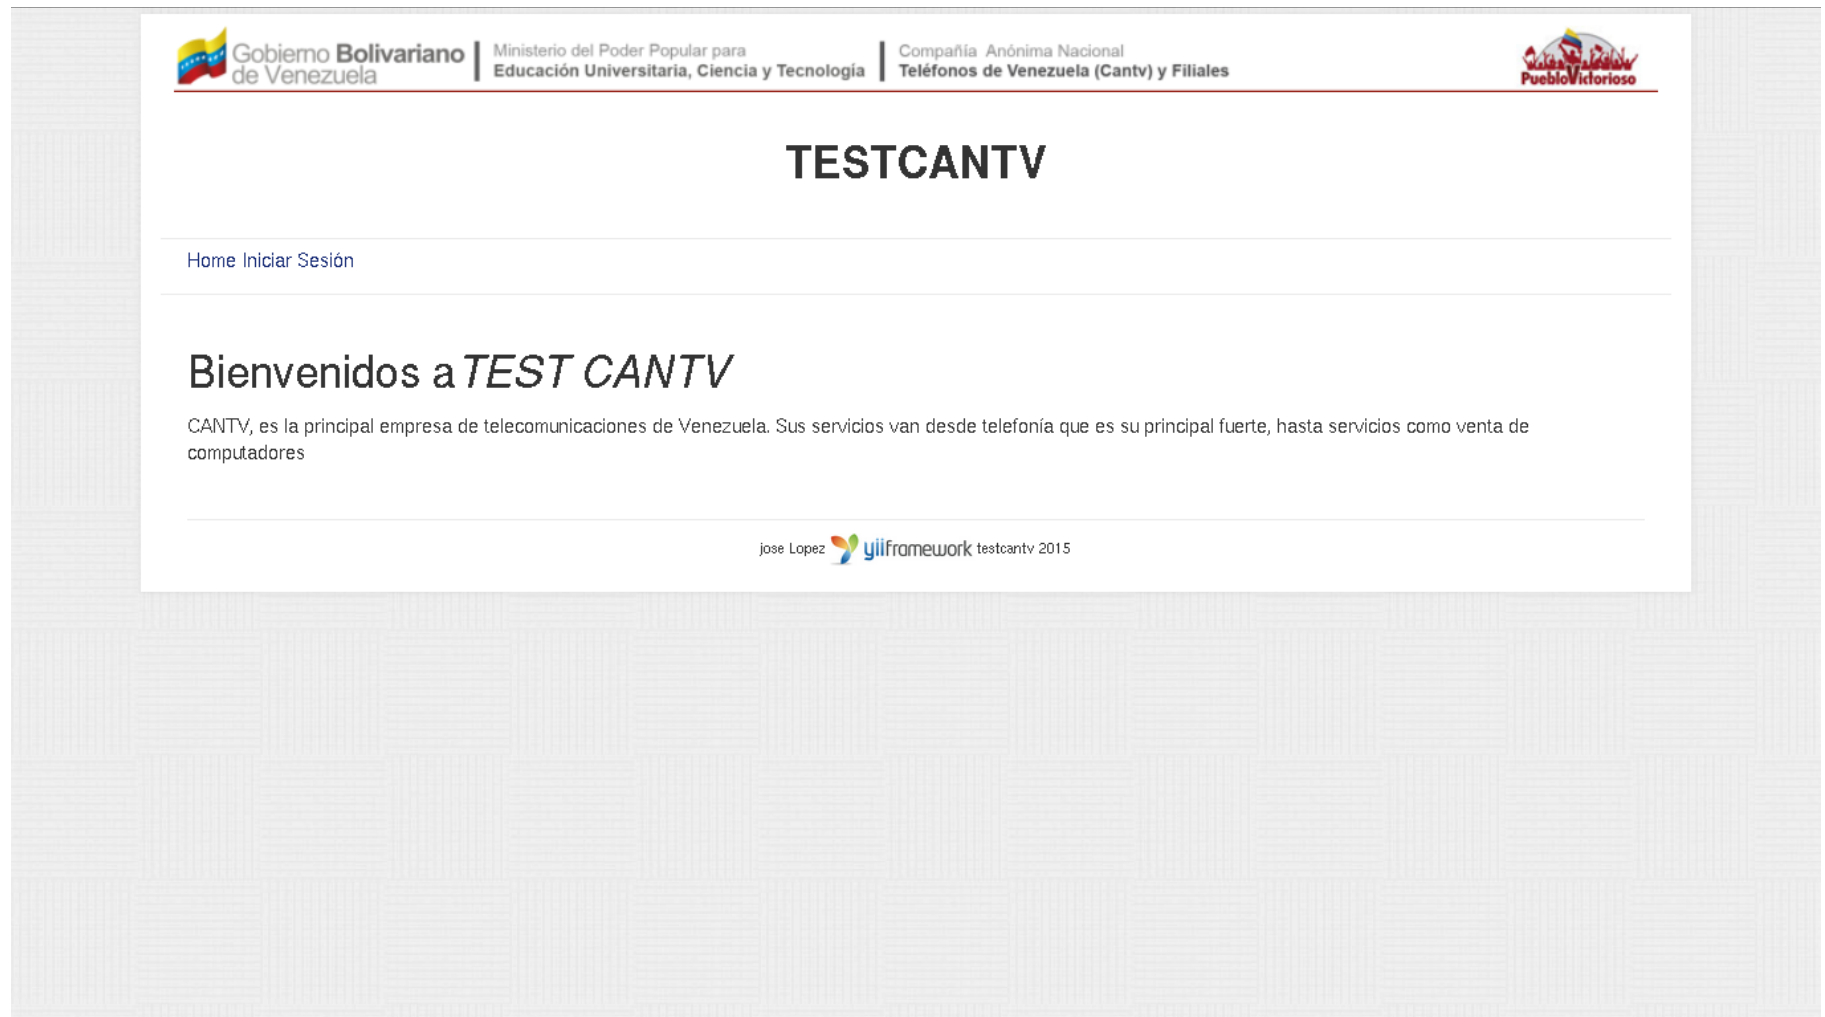 Gobierno Bolivariano de Venezuela
Ministerio del Poder Popular para
Educación Universitaria, Ciencia y Tecnología
Compañía Anónima Nacional
Teléfonos de Venezuela (Cantv) y Filiales
PuebloVictorioso
TESTCANTV
Home Iniciar Sesión
Bienvenidos a TEST CANTV
CANTV, es la principal empresa de telecomunicaciones de Venezuela. Sus servicios van desde telefonía que es su principal fuerte, hasta servicios como venta de
computadores
jose Lopez yiiframework testcantv 2015